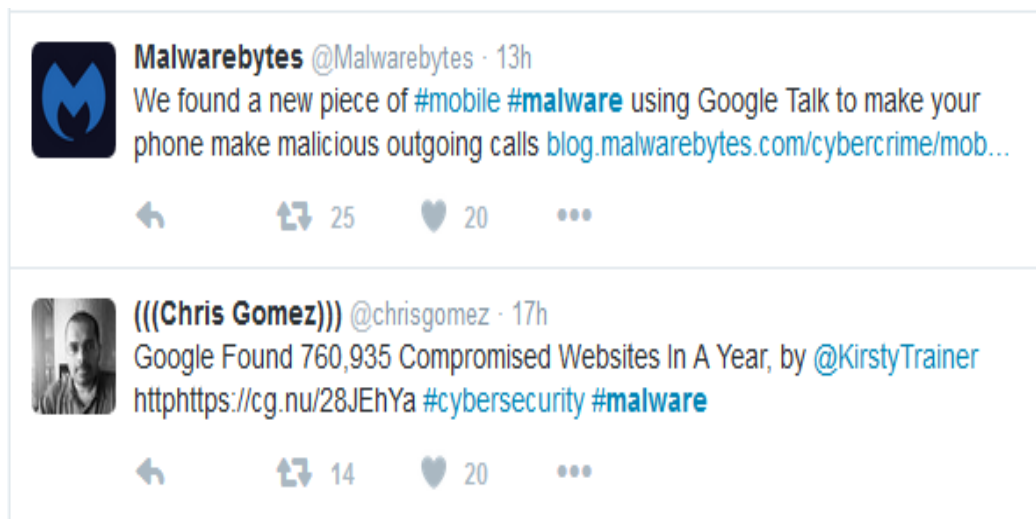 Malwarebytes @Malwarebytes · 13h
We found a new piece of #mobile #malware using Google Talk to make your
phone make malicious outgoing calls blog.malwarebytes.com/cybercrime/mob...
25 20 •••
(((Chris Gomez))) @chrisgomez · 17h
Google Found 760,935 Compromised Websites In A Year, by @KirstyTrainer
httphttps://cg.nu/28JEhYa #cybersecurity #malware
14 20 •••